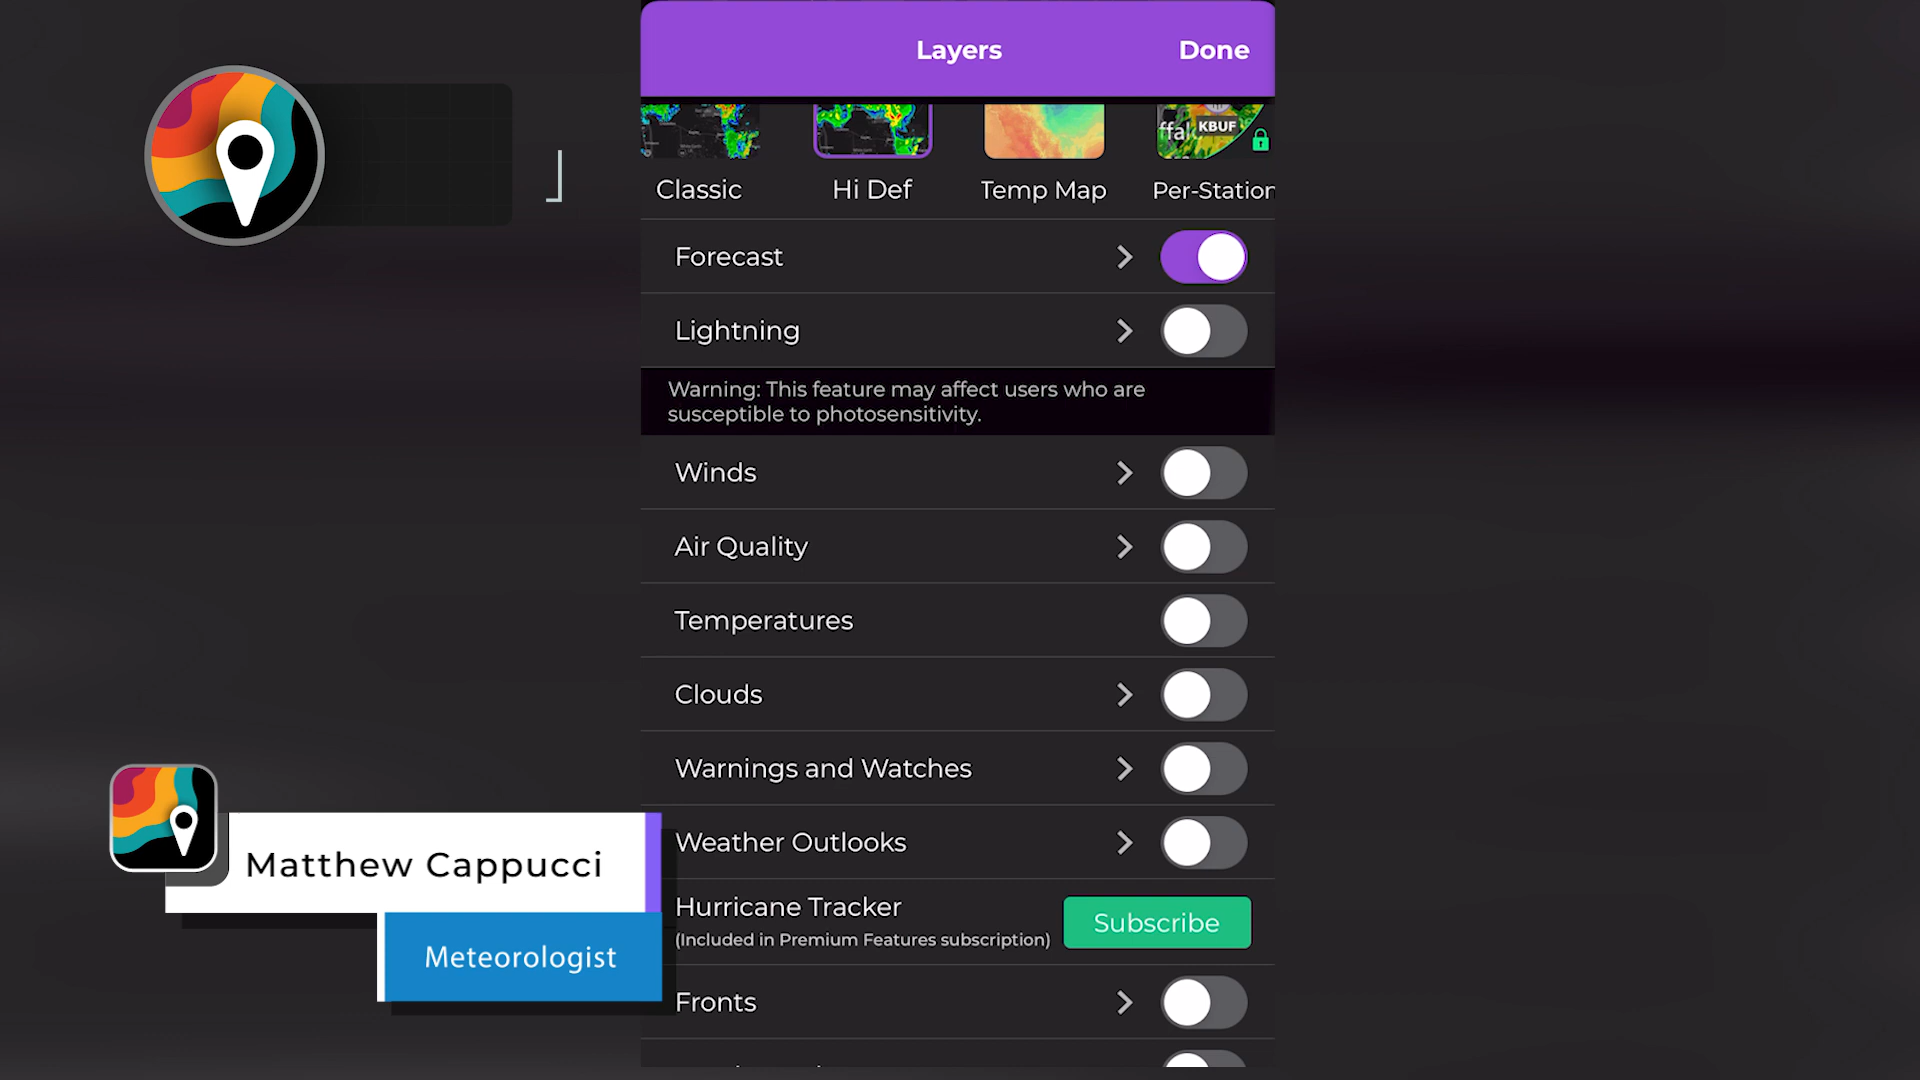 Layers
Done
ffal
KBUF
Classic
Hi Def
Temp Map
Per-Station
Forecast
Lightning
Warning: This feature may affect users who are
susceptible to photosensitivity.
Winds
Air Quality
Temperatures
Clouds
Warnings and Watches
Weather Outlooks
Hurricane Tracker
(Included in Premium Features subscription)
Subscribe
Fronts
Matthew Cappucci
Meteorologist